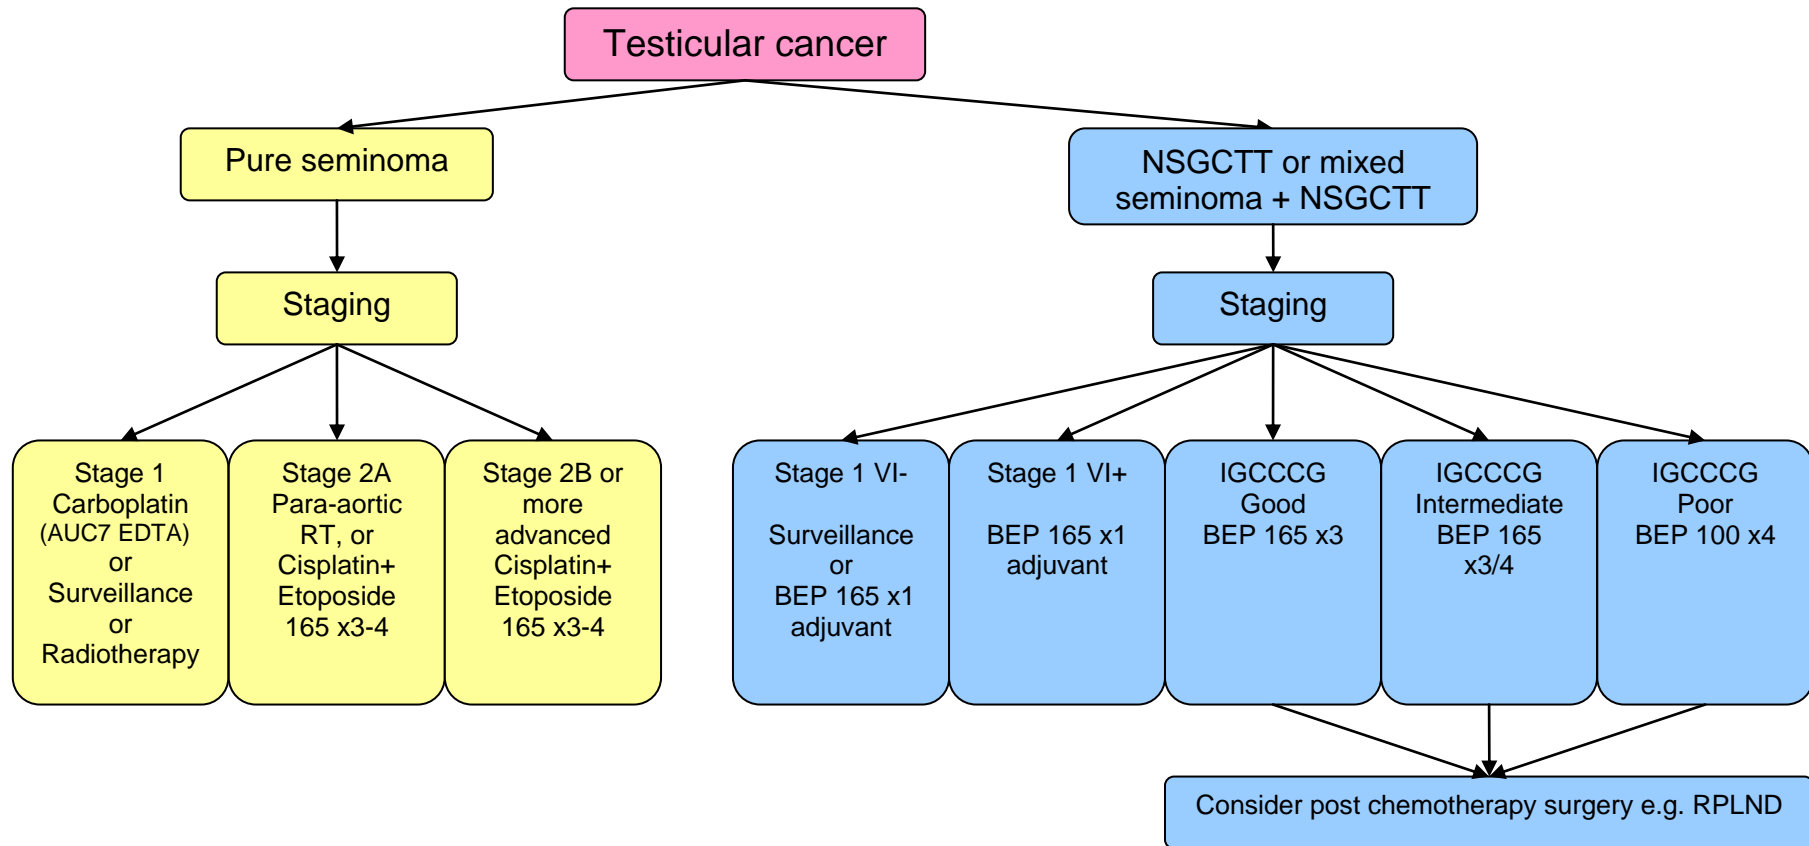 Testicular cancer
Pure seminoma
NSGCTT or mixed
seminoma + NSGCTT
Staging
Staging
Stage 1
Carboplatin
(AUC7 EDTA)
or
Surveillance
or
Radiotherapy
Stage 2A
Para-aortic
RT, or
Cisplatin+
Etoposide
165 x3-4
Stage 2B or
more
advanced
Cisplatin+
Etoposide
165 x3-4
Stage 1 VI-
Surveillance
or
BEP 165 x1
adjuvant
Stage 1 VI+
BEP 165 x1
adjuvant
IGCCCG
Good
BEP 165 x3
IGCCCG
Intermediate
BEP 165
x3/4
IGCCCG
Poor
BEP 100 x4
Consider post chemotherapy surgery e.g. RPLND